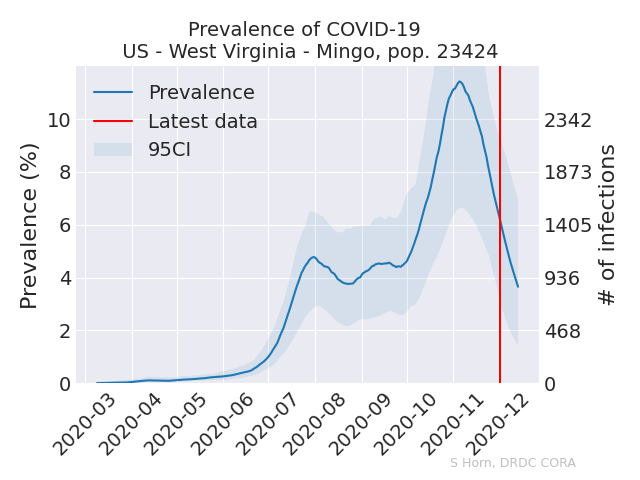 Prevalence of COVID-19
US - West Virginia - Mingo, pop. 23424
Prevalence
Latest data
95CI
Prevalence (%)
10
8
6
4
2
0
2342
1873
1405
936
468
0
# of infections
2020-03
2020-04
2020-05
2020-06
2020-07
2020-08
2020-09
2020-10
2020-11
2020-12
S Horn, DRDC CORA